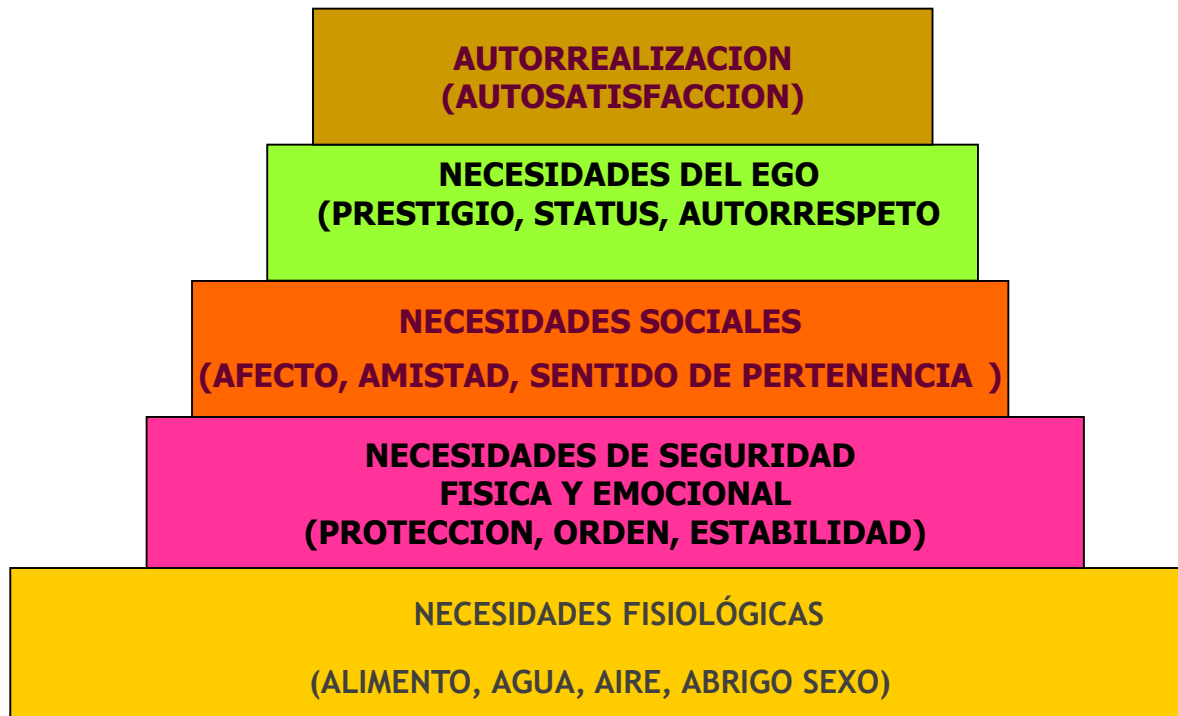 AUTORREALIZACION
(AUTOSATISFACCION)
NECESIDADES DEL EGO
(PRESTIGIO, STATUS, AUTORRESPETO
NECESIDADES SOCIALES
(AFECTO, AMISTAD, SENTIDO DE PERTENENCIA )
NECESIDADES DE SEGURIDAD
FISICA Y EMOCIONAL
(PROTECCION, ORDEN, ESTABILIDAD)
NECESIDADES FISIOLÓGICAS
(ALIMENTO, AGUA, AIRE, ABRIGO SEXO)